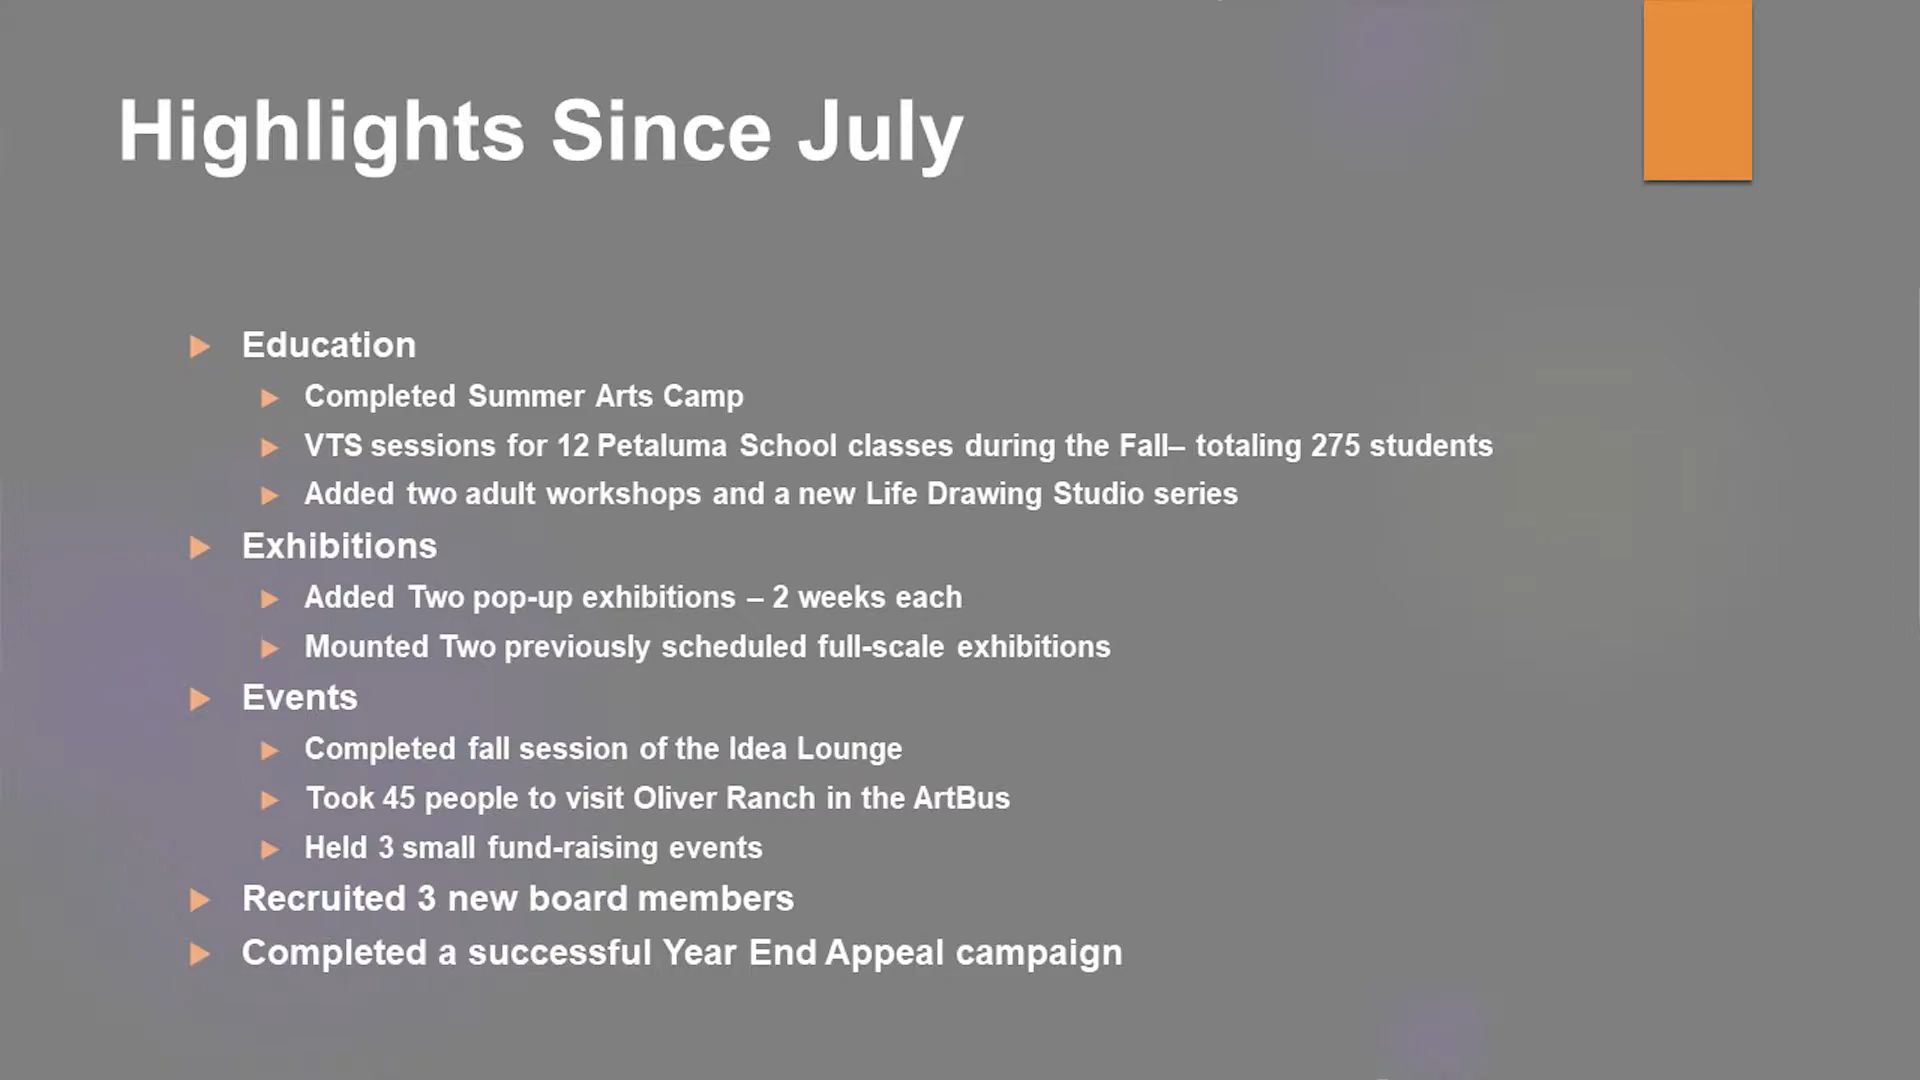 Highlights Since July
Education
Completed Summer Arts Camp
VTS sessions for 12 Petaluma School classes during the Fall– totaling 275 students
Added two adult workshops and a new Life Drawing Studio series
Exhibitions
Added Two pop-up exhibitions – 2 weeks each
Mounted Two previously scheduled full-scale exhibitions
Events
Completed fall session of the Idea Lounge
Took 45 people to visit Oliver Ranch in the ArtBus
Held 3 small fund-raising events
Recruited 3 new board members
Completed a successful Year End Appeal campaign